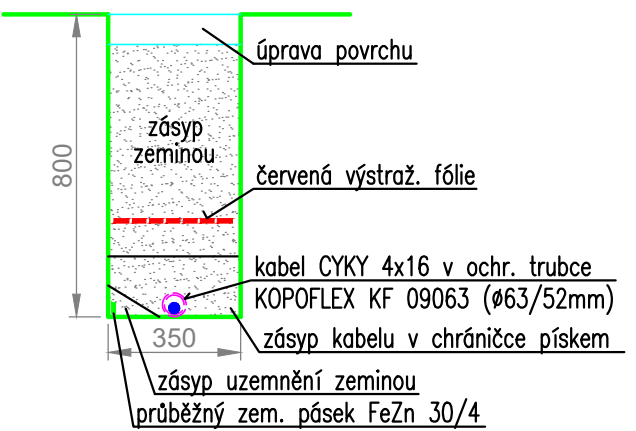 úprava povrchu
zásyp
zeminou
800
červená výstraž. fólie
kabel CYKY 4x16 v ochr. trubce
KOPOFLEX KF 09063 (ø63/52mm)
350
zásyp kabelu v chráničce pískem
zásyp uzemnění zeminou
průběžný zem. pásek FeZn 30/4